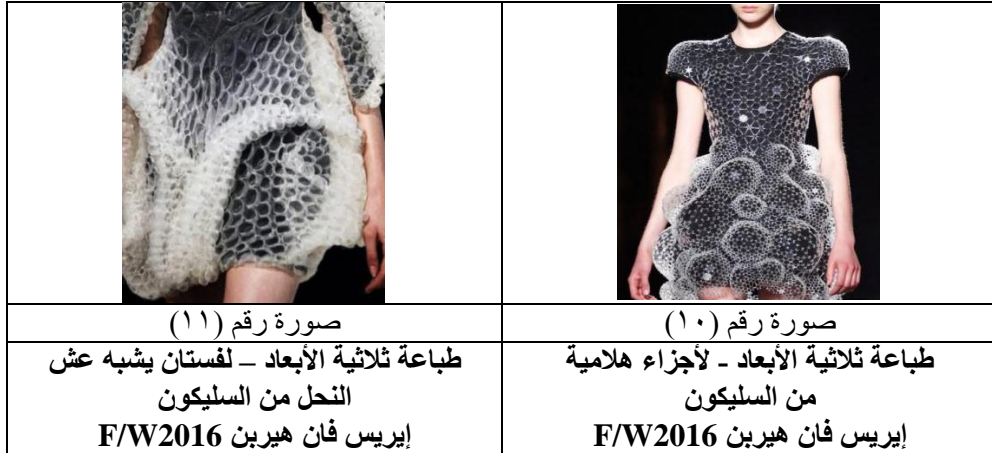 صورة رقم (١٠)
طباعة ثلاثية الأبعاد - لأجزاء هلامية
من السليكون
إيريس فان هيربن F/W2016
صورة رقم (١١)
طباعة ثلاثية الأبعاد – لفستان يشبه عش
النحل من السليكون
إيريس فان هيربن F/W2016